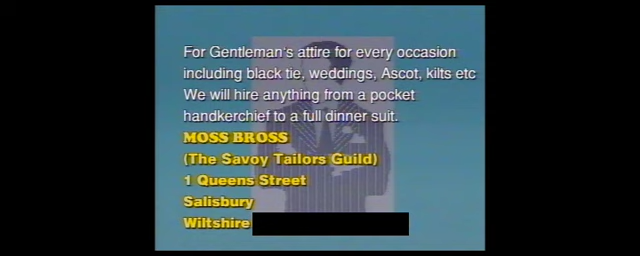 For Gentleman's attire for every occasion
including black tie, weddings, Ascot, kilts etc
We will hire anything from a pocket
handkerchief to a full dinner suit.
MOSS BROSS
(The Savoy Tailors Guild)
1 Queens Street
Salisbury
Wiltshire